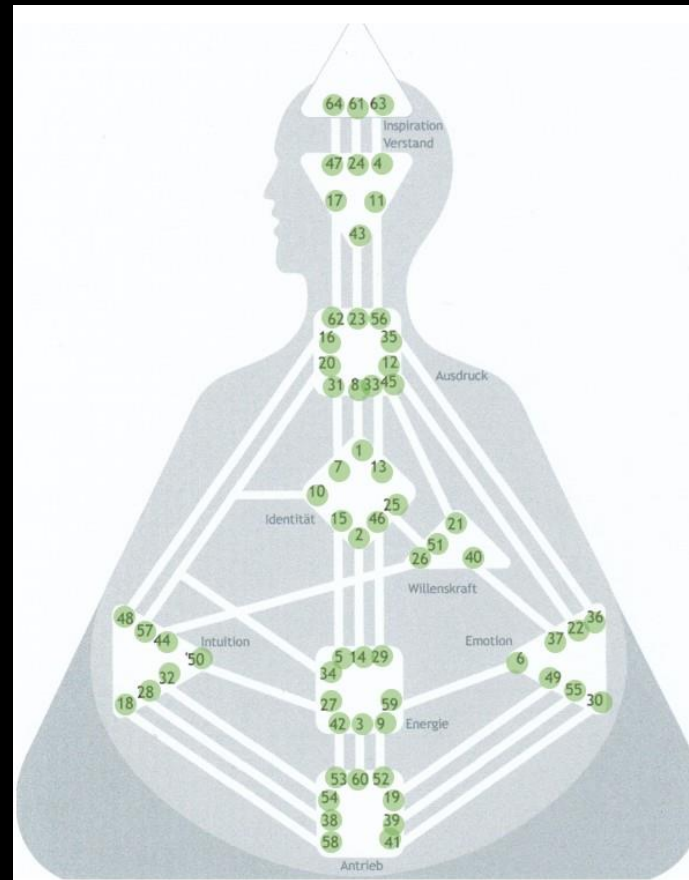 64 61 63
Inspiration
Verstand
47 24 4
17 11
43
62 23 56
16 35
20 12
Ausdruck
31 8 33 45
1
7 13
10 25
Identität
15 46
21
2
51
26 40
Willenskraft
48 36
57 22
44 37
Intuition
Emotion
50 5 14 29 6
34
32 49
28 55
18 27 59 30
42 3 9
Energie
53 60 52
54 19
38 39
58 41
Antrieb